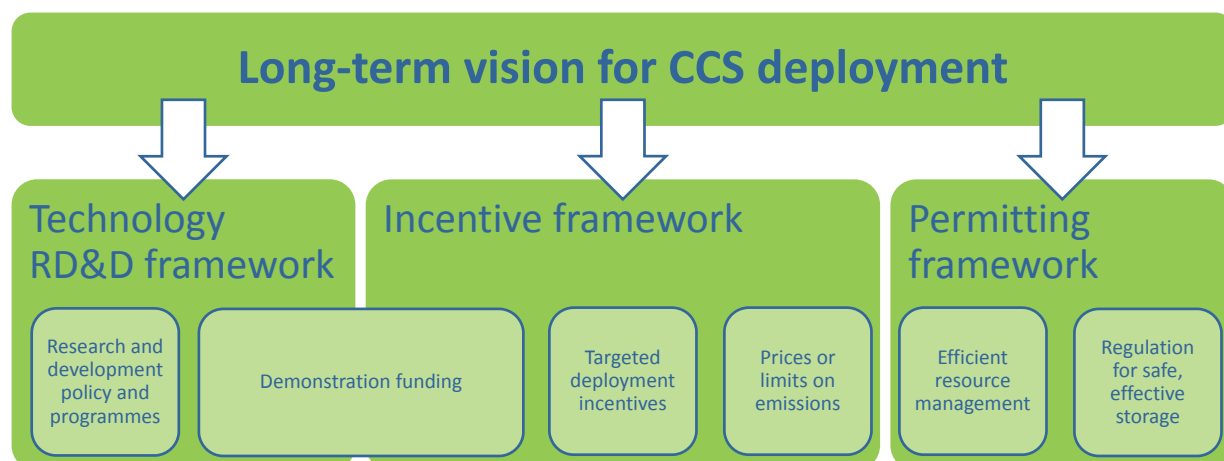 Long-term vision for CCS deployment
Technology
RD&D framework
Incentive framework
Permitting
framework
Research and
development
policy and
programmes
Demonstration funding
Targeted
deployment
incentives
Prices or
limits on
emissions
Efficient
resource
management
Regulation
for safe,
effective
storage